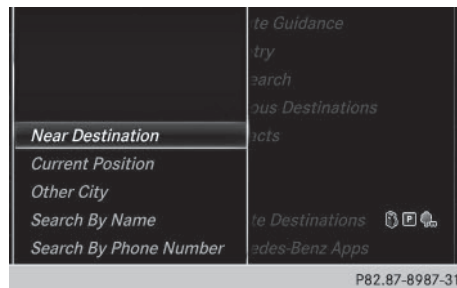 te Guidance
try
earch
ous Destinations
Near Destination
acts
Current Position
Other City
Search By Name
te Destinations
P
Search By Phone Number
edes-Benz Apps
P82.87-8987-31